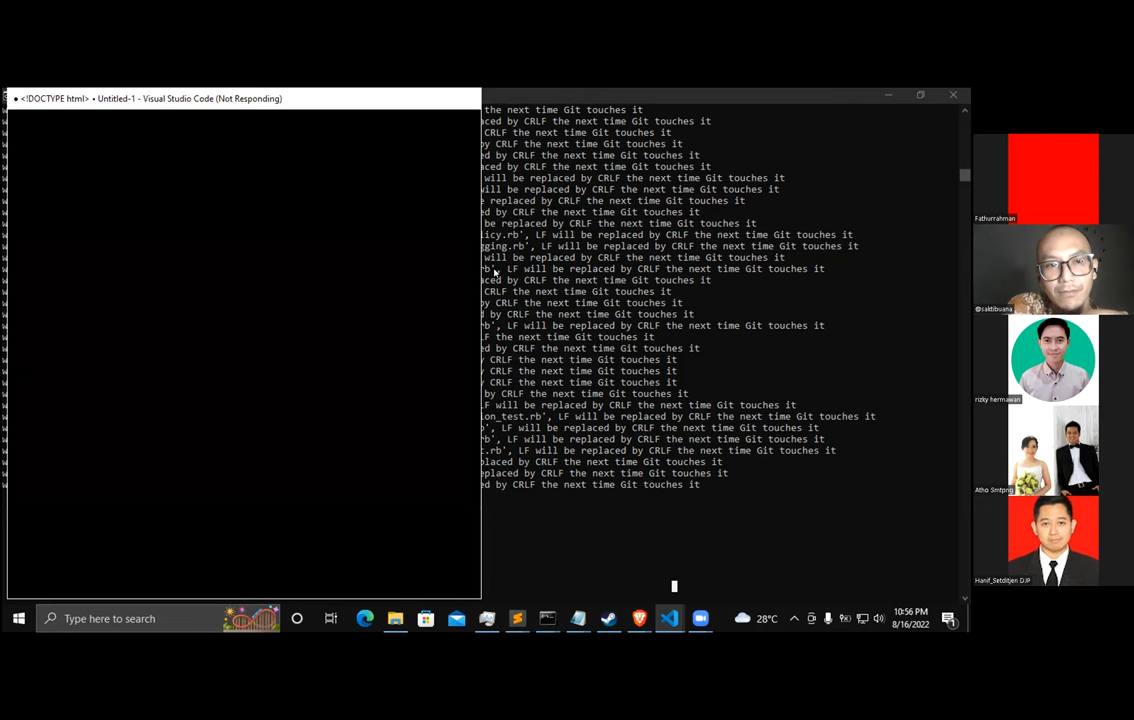 ● <!DOCTYPE html> • Untitled-1 - Visual Studio Code (Not Responding)
the next time Git touches it
aced by CRLF the next time Git touches it
CRLF the next time Git touches it
by CRLF the next time Git touches it
ed by CRLF the next time Git touches it
aced by CRLF the next time Git touches it
will be replaced by CRLF the next time Git touches it
will be replaced by CRLF the next time Git touches it
e replaced by CRLF the next time Git touches it
ed by CRLF the next time Git touches it
be replaced by CRLF the next time Git touches it
licy.rb', LF will be replaced by CRLF the next time Git touches it
gging.rb', LF will be replaced by CRLF the next time Git touches it
will be replaced by CRLF the next time Git touches it
rb', LF will be replaced by CRLF the next time Git touches it
aced by CRLF the next time Git touches it
CRLF the next time Git touches it
by CRLF the next time Git touches it
d by CRLF the next time Git touches it
rb', LF will be replaced by CRLF the next time Git touches it
LF the next time Git touches it
ed by CRLF the next time Git touches it
CRLF the next time Git touches it
CRLF the next time Git touches it
CRLF the next time Git touches it
by CRLF the next time Git touches it
LF will be replaced by CRLF the next time Git touches it
ion_test.rb', LF will be replaced by CRLF the next time Git touches it
b', LF will be replaced by CRLF the next time Git touches it
rb', LF will be replaced by CRLF the next time Git touches it
t.rb', LF will be replaced by CRLF the next time Git touches it
placed by CRLF the next time Git touches it
eplaced by CRLF the next time Git touches it
ed by CRLF the next time Git touches it
Fathurrahman
@saktibuana
rizky hermawan
Atho Smtpng
Hanif_Setditjen DJP
Type here to search
28°C
10:56 PM
8/16/2022
1